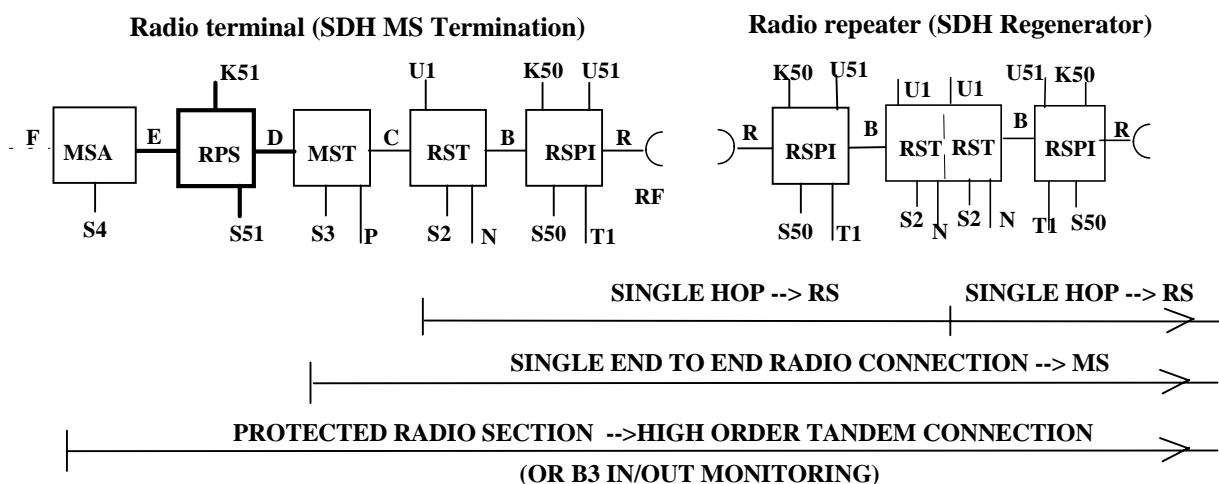 Radio terminal (SDH MS Termination)
Radio repeater (SDH Regenerator)
K51 U1 K50 U51 K50 U51 U1 U1 U51 K50
F MSA E RPS D MST C RST B RSPI R R RSPI B RST RST B RSPI R
RF
S4 S51 S3 P S2 N S50 T1 S50 T1 S2 N S2 N T1 S50
SINGLE HOP --> RS
SINGLE HOP --> RS
SINGLE END TO END RADIO CONNECTION --> MS
PROTECTED RADIO SECTION -->HIGH ORDER TANDEM CONNECTION
(OR B3 IN/OUT MONITORING)